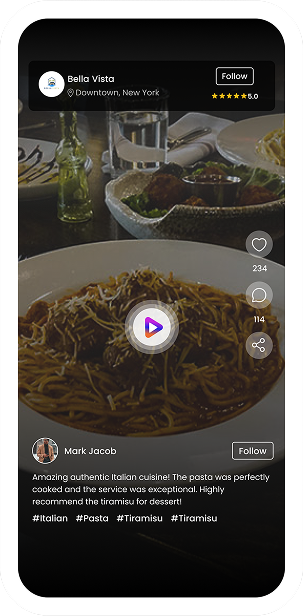 Bella Vista
Follow
Downtown, New York
5.0
234
114
Mark Jacob
Follow
Amazing authentic Italian cuisine! The pasta was perfectly
cooked and the service was exceptional. Highly
recommend the tiramisu for dessert!
#Italian #Pasta #Tiramisu #Tiramisu